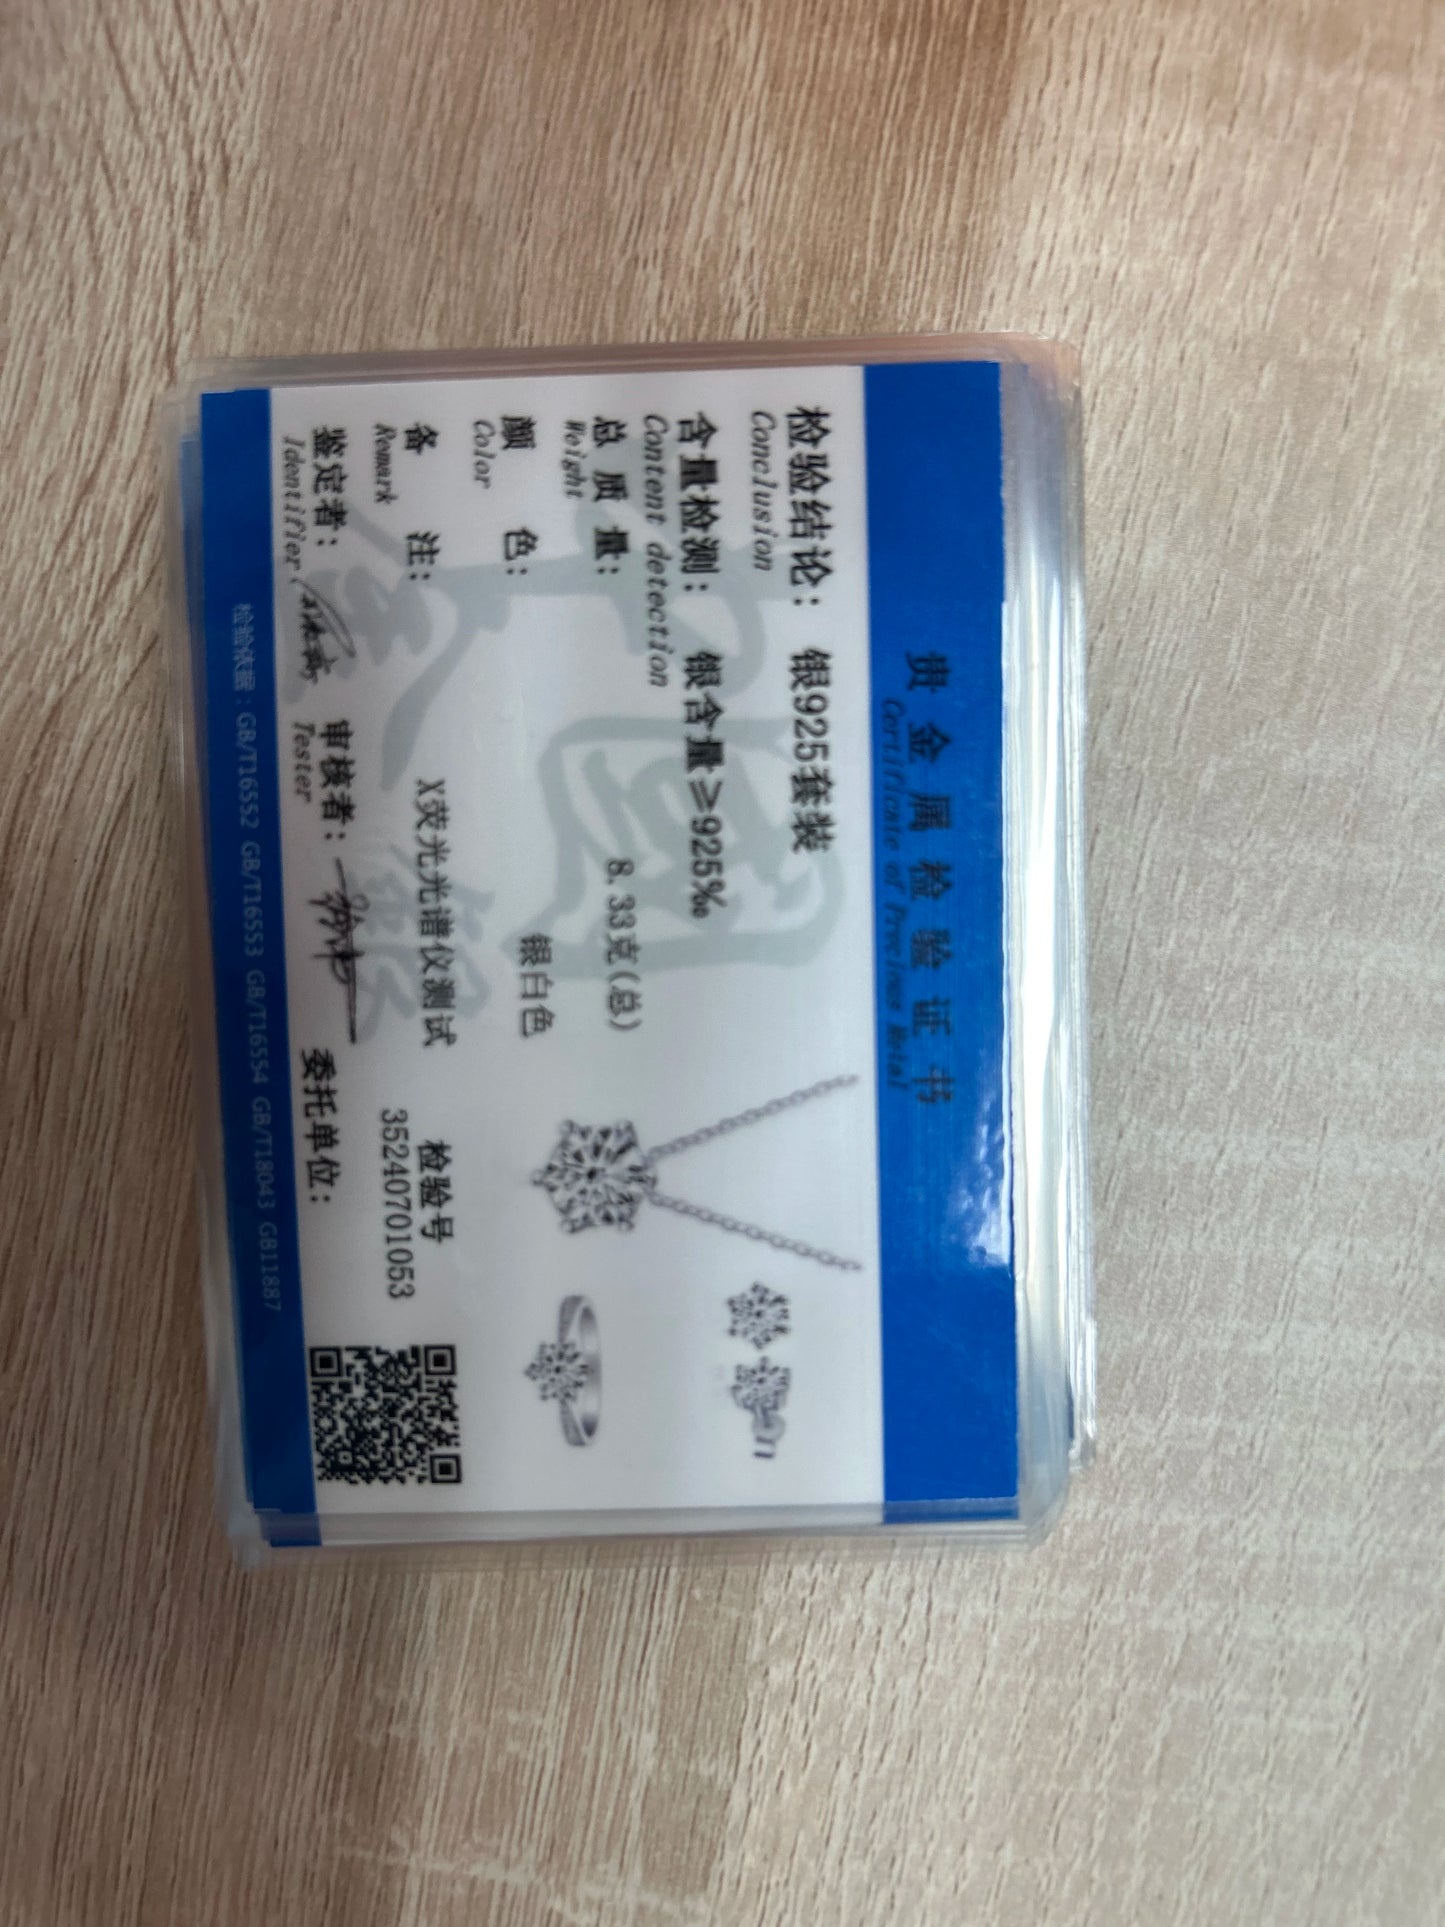 贵金属检验证书
Certificate of Precious Metal
检验结论： 银925套装
Conclusion
含量检测： 银含量≥925‰
Content detection
总质量： 8.33克(总)
Weight
颜色： 银白色
Color
备注： X荧光光谱仪测试
Remark
检验号
35240701053
鉴定者： 审核者： 委托单位：
Identifier Tester
检验依据：GB/T16552 GB/T16553 GB/T16554 GB/T18043 GB11887